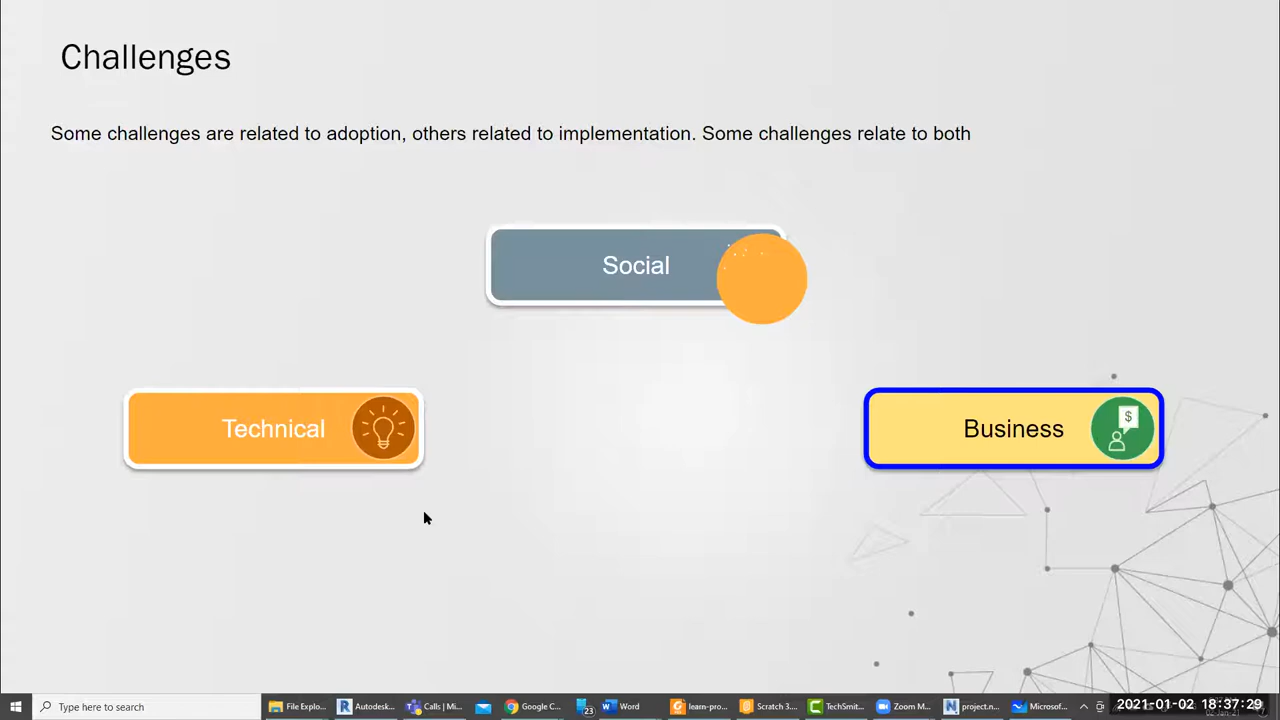 Challenges
Some challenges are related to adoption, others related to implementation. Some challenges relate to both
Social
Technical
$
Business
Type here to search
File Explo...
Autodesk...
Calls | Mi...
Google C...
23
Word
learn-pro...
Scratch 3...
TechSmit...
Zoom M...
project.n...
Microsof...
2021-01-02 18:37:29